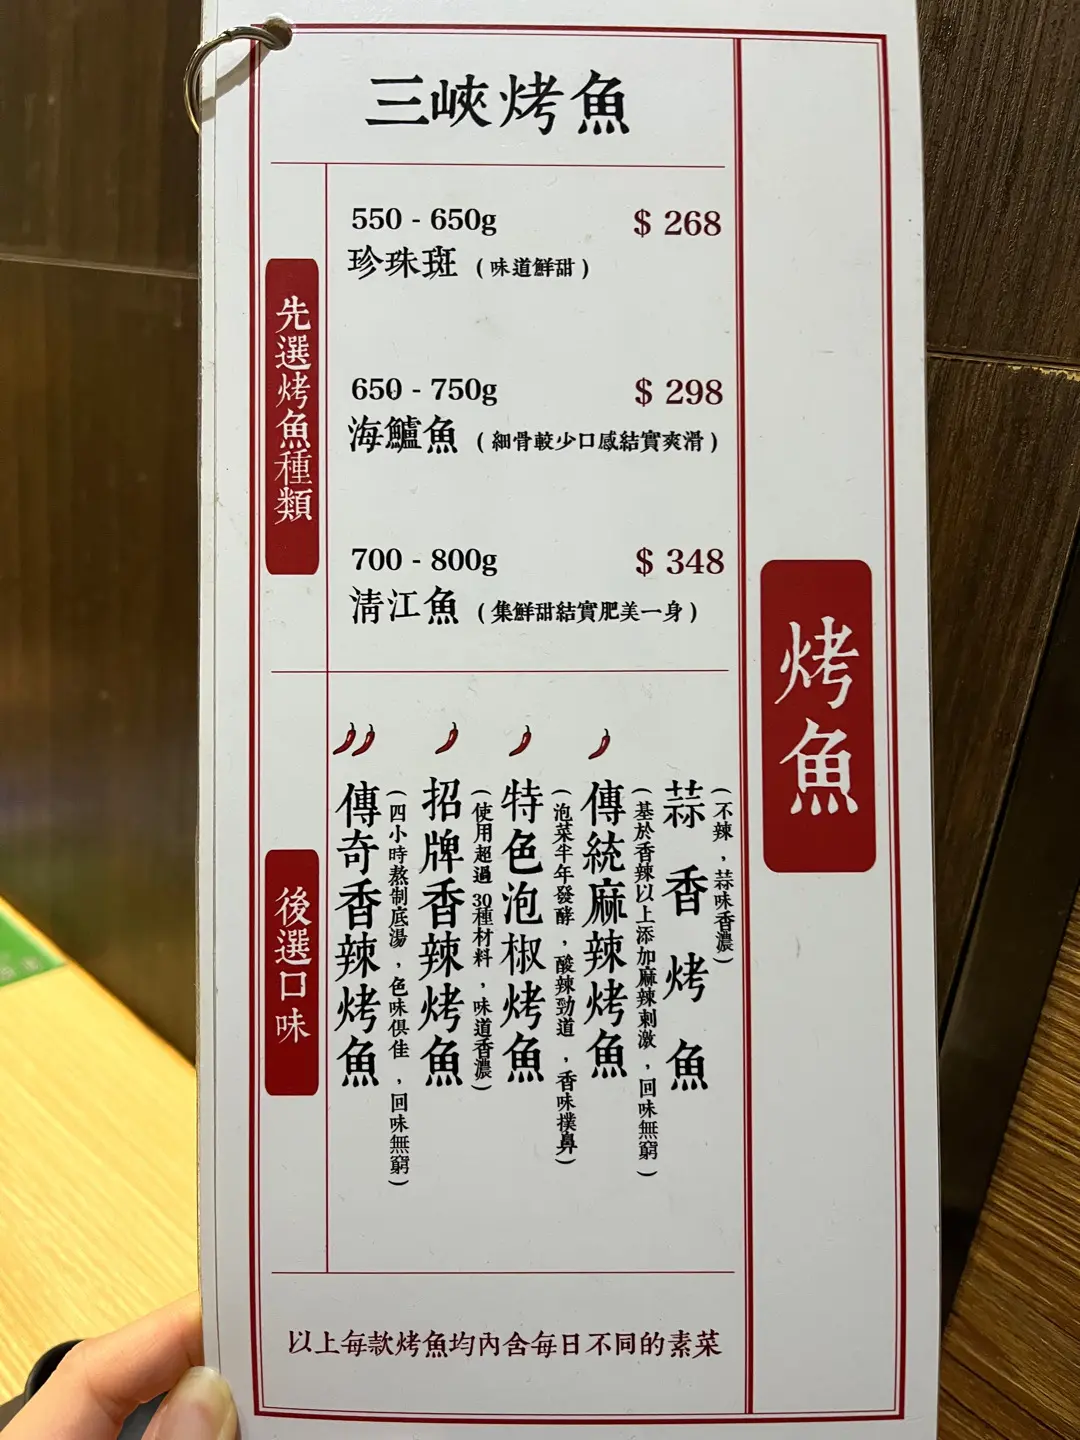 三峽烤魚
先選烤魚種類
550 - 650g
$ 268
珍珠斑 (味道鮮甜)
650 - 750g
$ 298
海鱸魚 (細骨較少口感結實爽滑)
700 - 800g
$ 348
清江魚 (集鮮甜結實肥美一身)
烤魚
後選口味
蒜香烤魚
(不辣，蒜味香濃)
傳統麻辣烤魚
(基於香辣以上添加麻辣刺激，回味無窮)
特色泡椒烤魚
(泡菜半年發酵，酸辣勁道，香味撲鼻)
招牌香辣烤魚
(使用超過30種材料，味道香濃)
傳奇香辣烤魚
(四小時熬制底湯，色味俱佳，回味無窮)
以上每款烤魚均內含每日不同的素菜